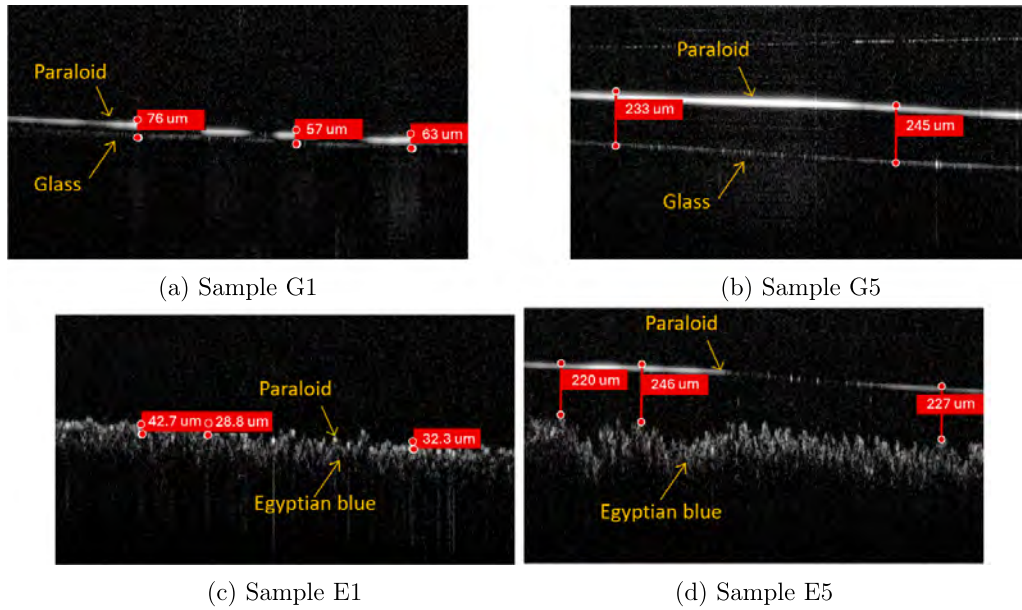 Paraloid
76 um
57 um
63 um
Glass
(a) Sample G1
Paraloid
233 um
245 um
Glass
(b) Sample G5
Paraloid
42.7 um
28.8 um
32.3 um
Egyptian blue
(c) Sample E1
Paraloid
220 um
246 um
227 um
Egyptian blue
(d) Sample E5